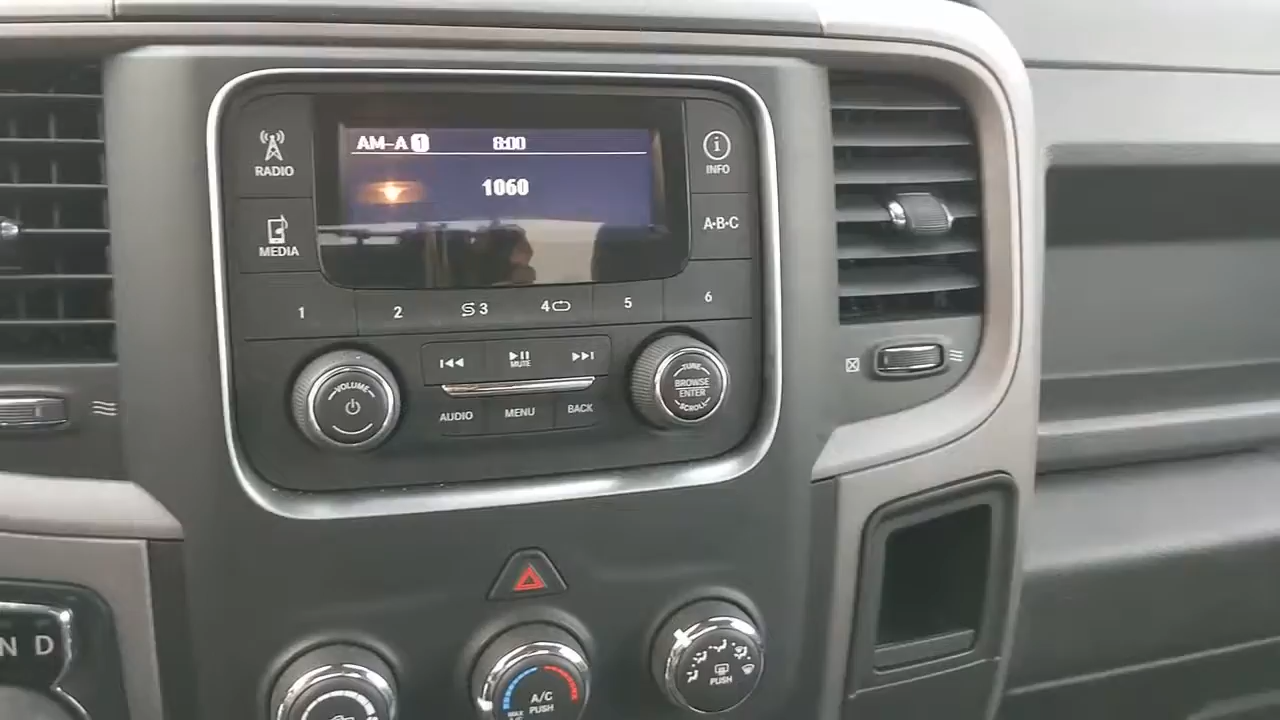 AM-A 1 8:00
1060
RADIO
MEDIA
INFO
A·B·C
1 2 3 4 5 6
MUTE
VOLUME
AUDIO MENU BACK
TUNE
BROWSE
ENTER
SCROLL
N D
MAX
A/C
A/C
PUSH
PUSH